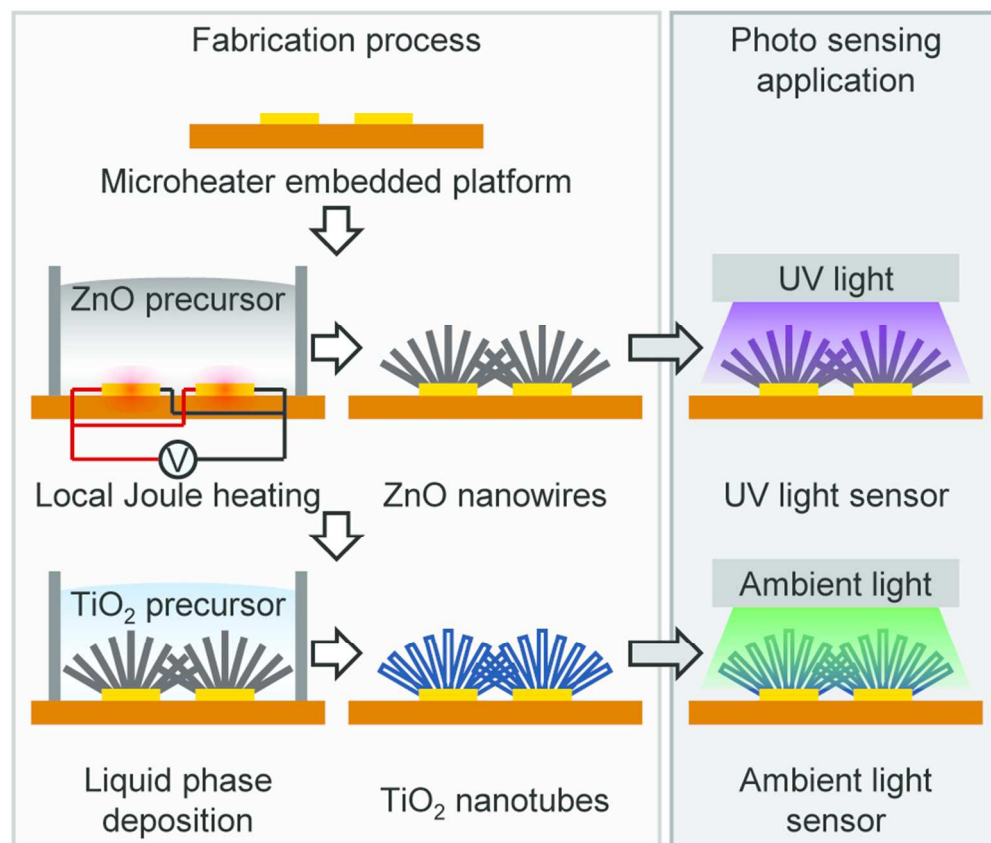 Fabrication process
Microheater embedded platform
ZnO precursor
V
Local Joule heating
ZnO nanowires
TiO₂ precursor
Liquid phase
deposition
TiO₂ nanotubes
Photo sensing
application
UV light
UV light sensor
Ambient light
Ambient light
sensor